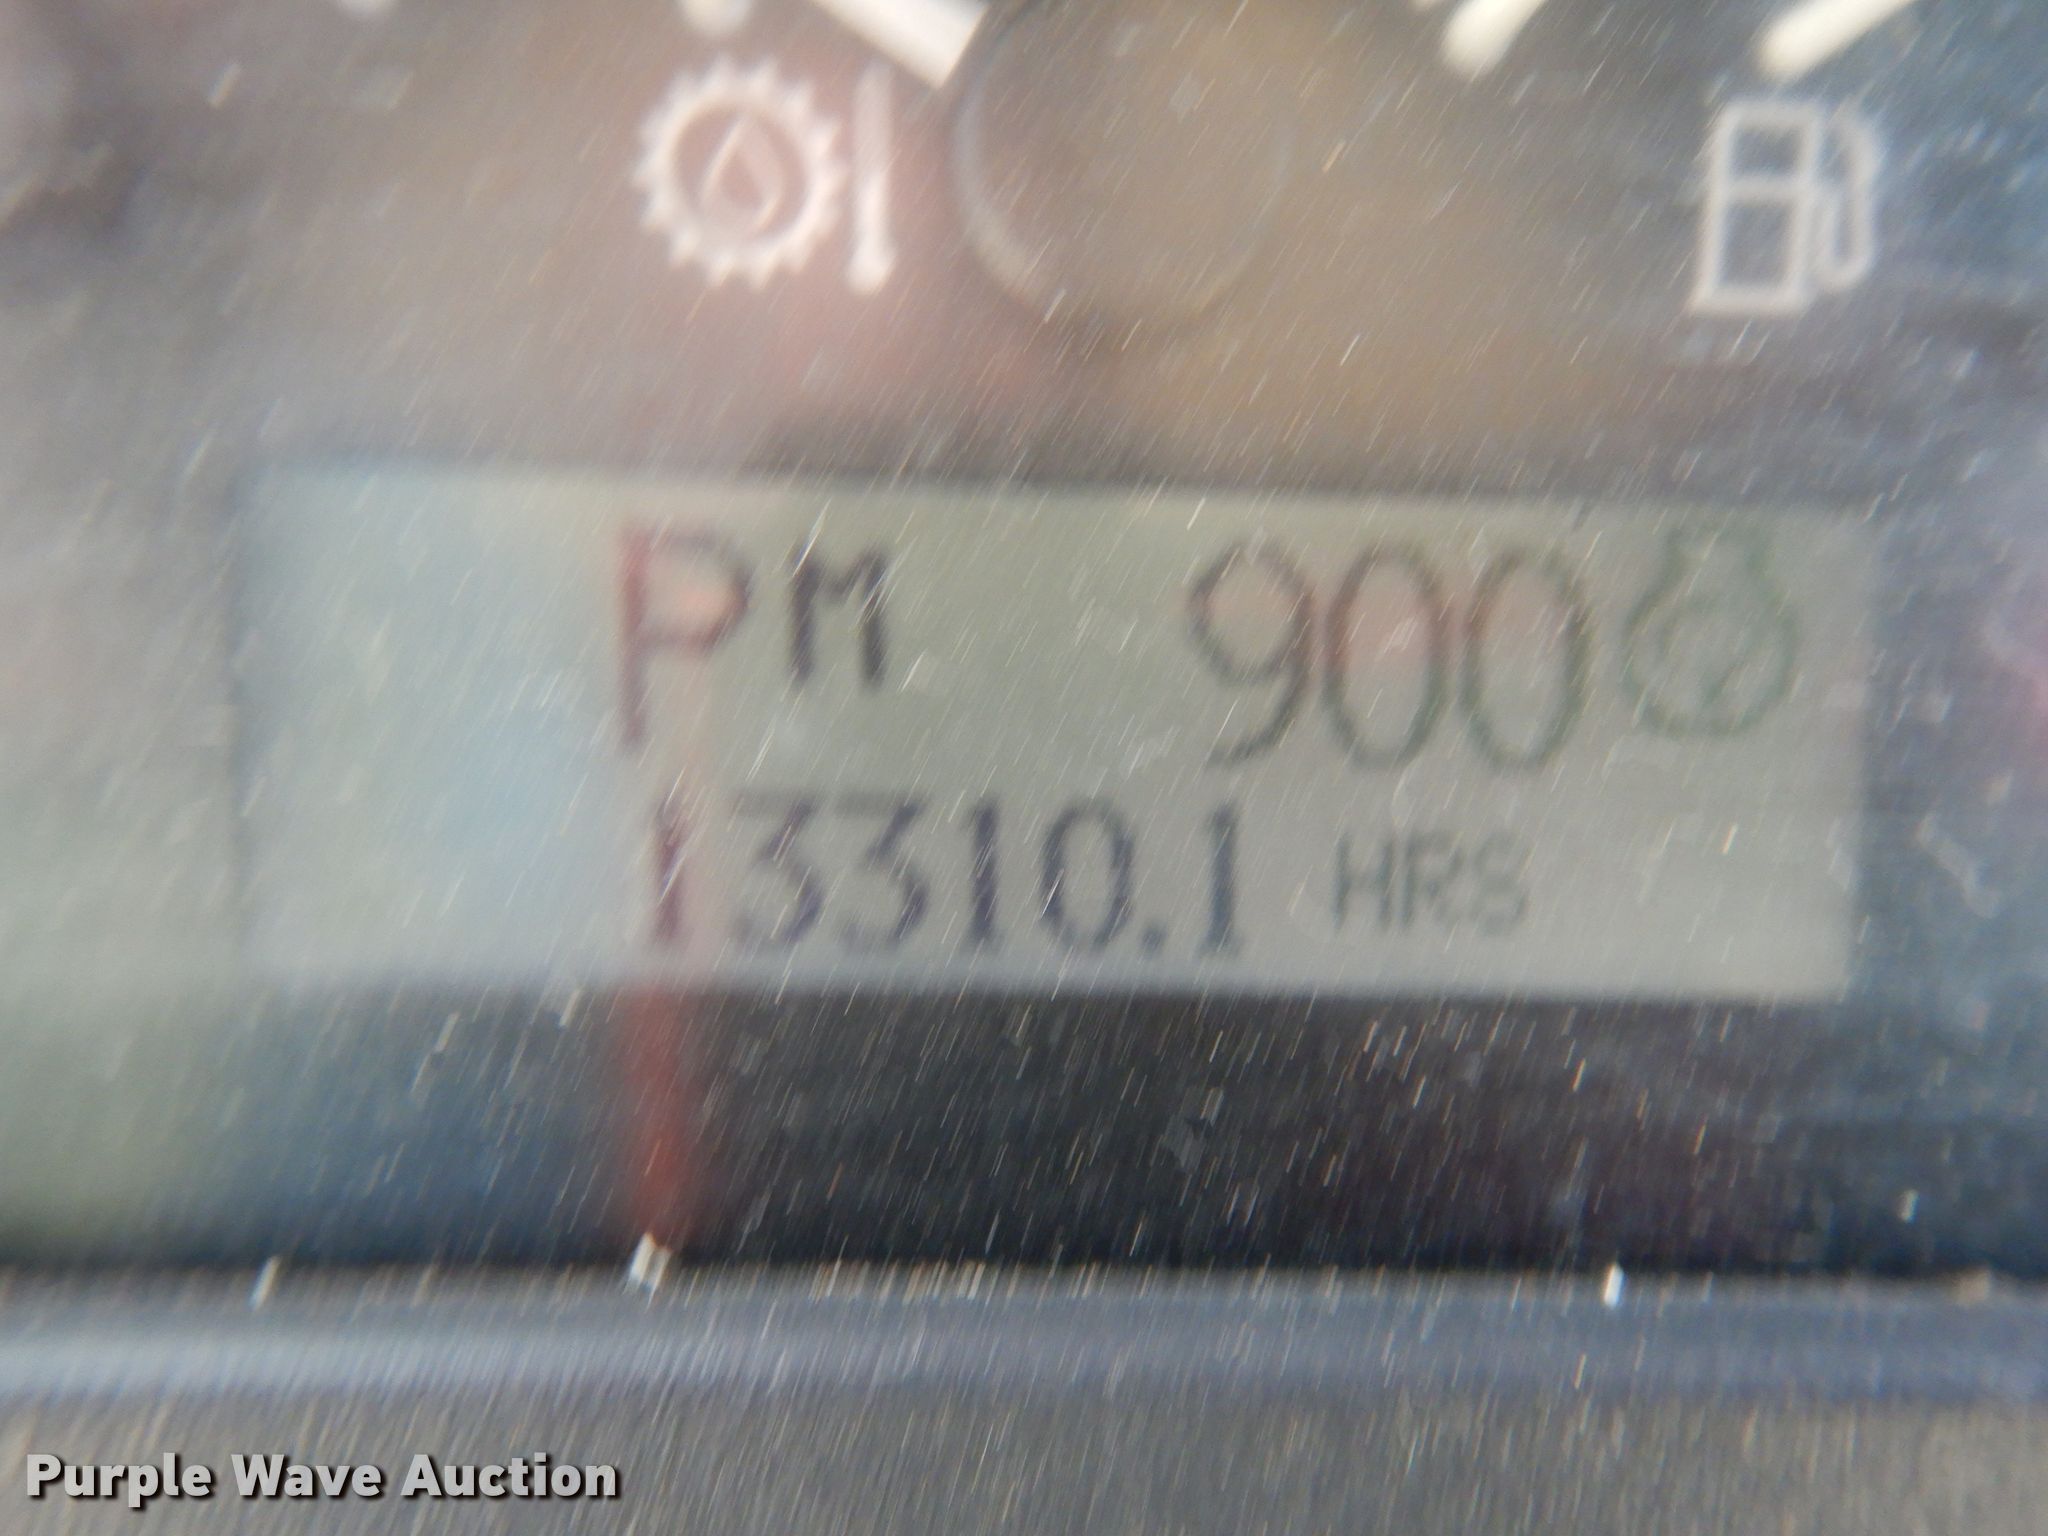 PM 900
13310.1 HRS
Purple Wave Auction